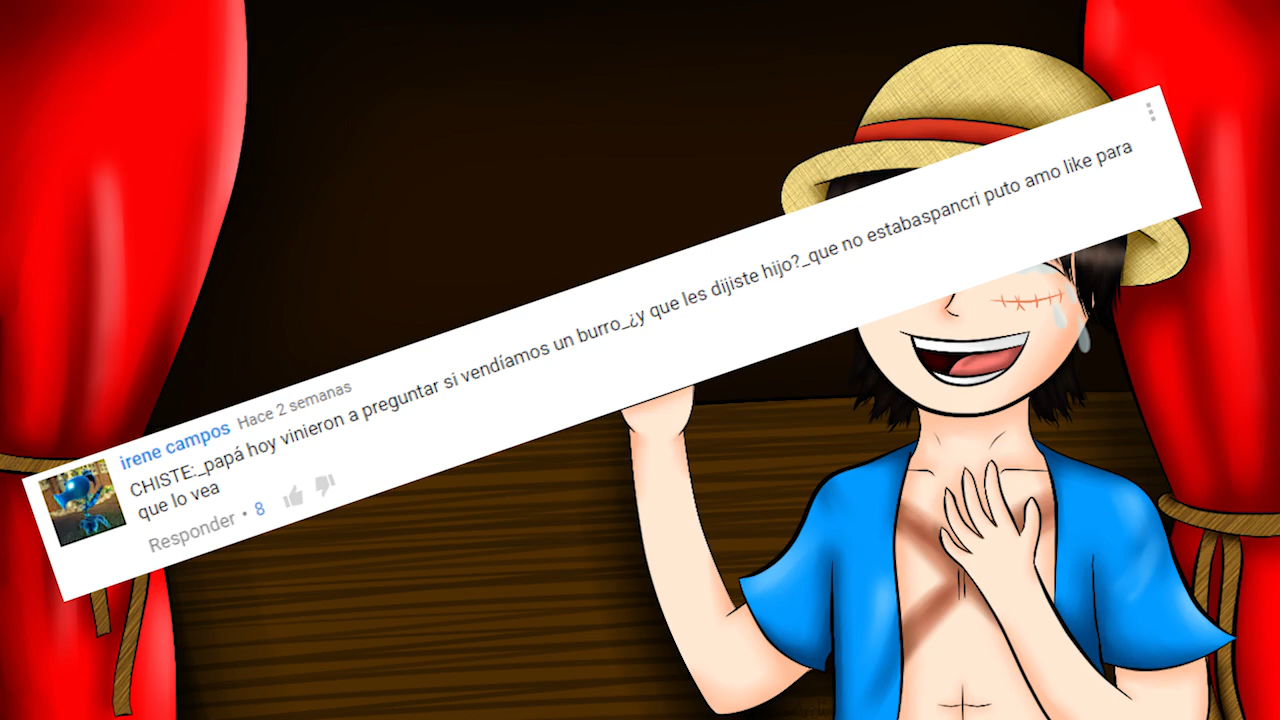 irene campos Hace 2 semanas
CHISTE:_papá hoy vinieron a preguntar si vendíamos un burro_¿y que les dijiste hijo?_que no estabaspancri puto amo like para
que lo vea
Responder • 8